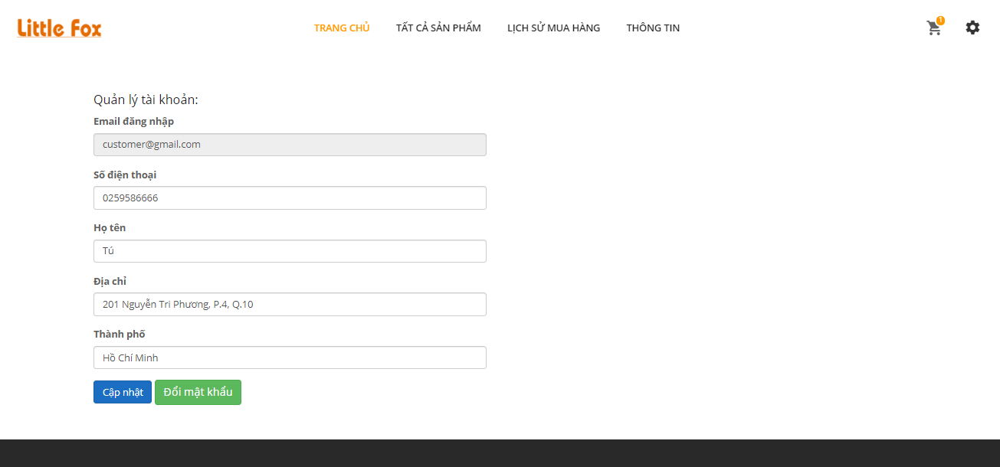 Little Fox
TRANG CHỦ TẤT CẢ SẢN PHẨM LỊCH SỬ MUA HÀNG THÔNG TIN
1
Quản lý tài khoản:
Email đăng nhập
customer@gmail.com
Số điện thoại
0259586666
Họ tên
Tú
Địa chỉ
201 Nguyễn Tri Phương, P.4, Q.10
Thành phố
Hồ Chí Minh
Cập nhật Đổi mật khẩu